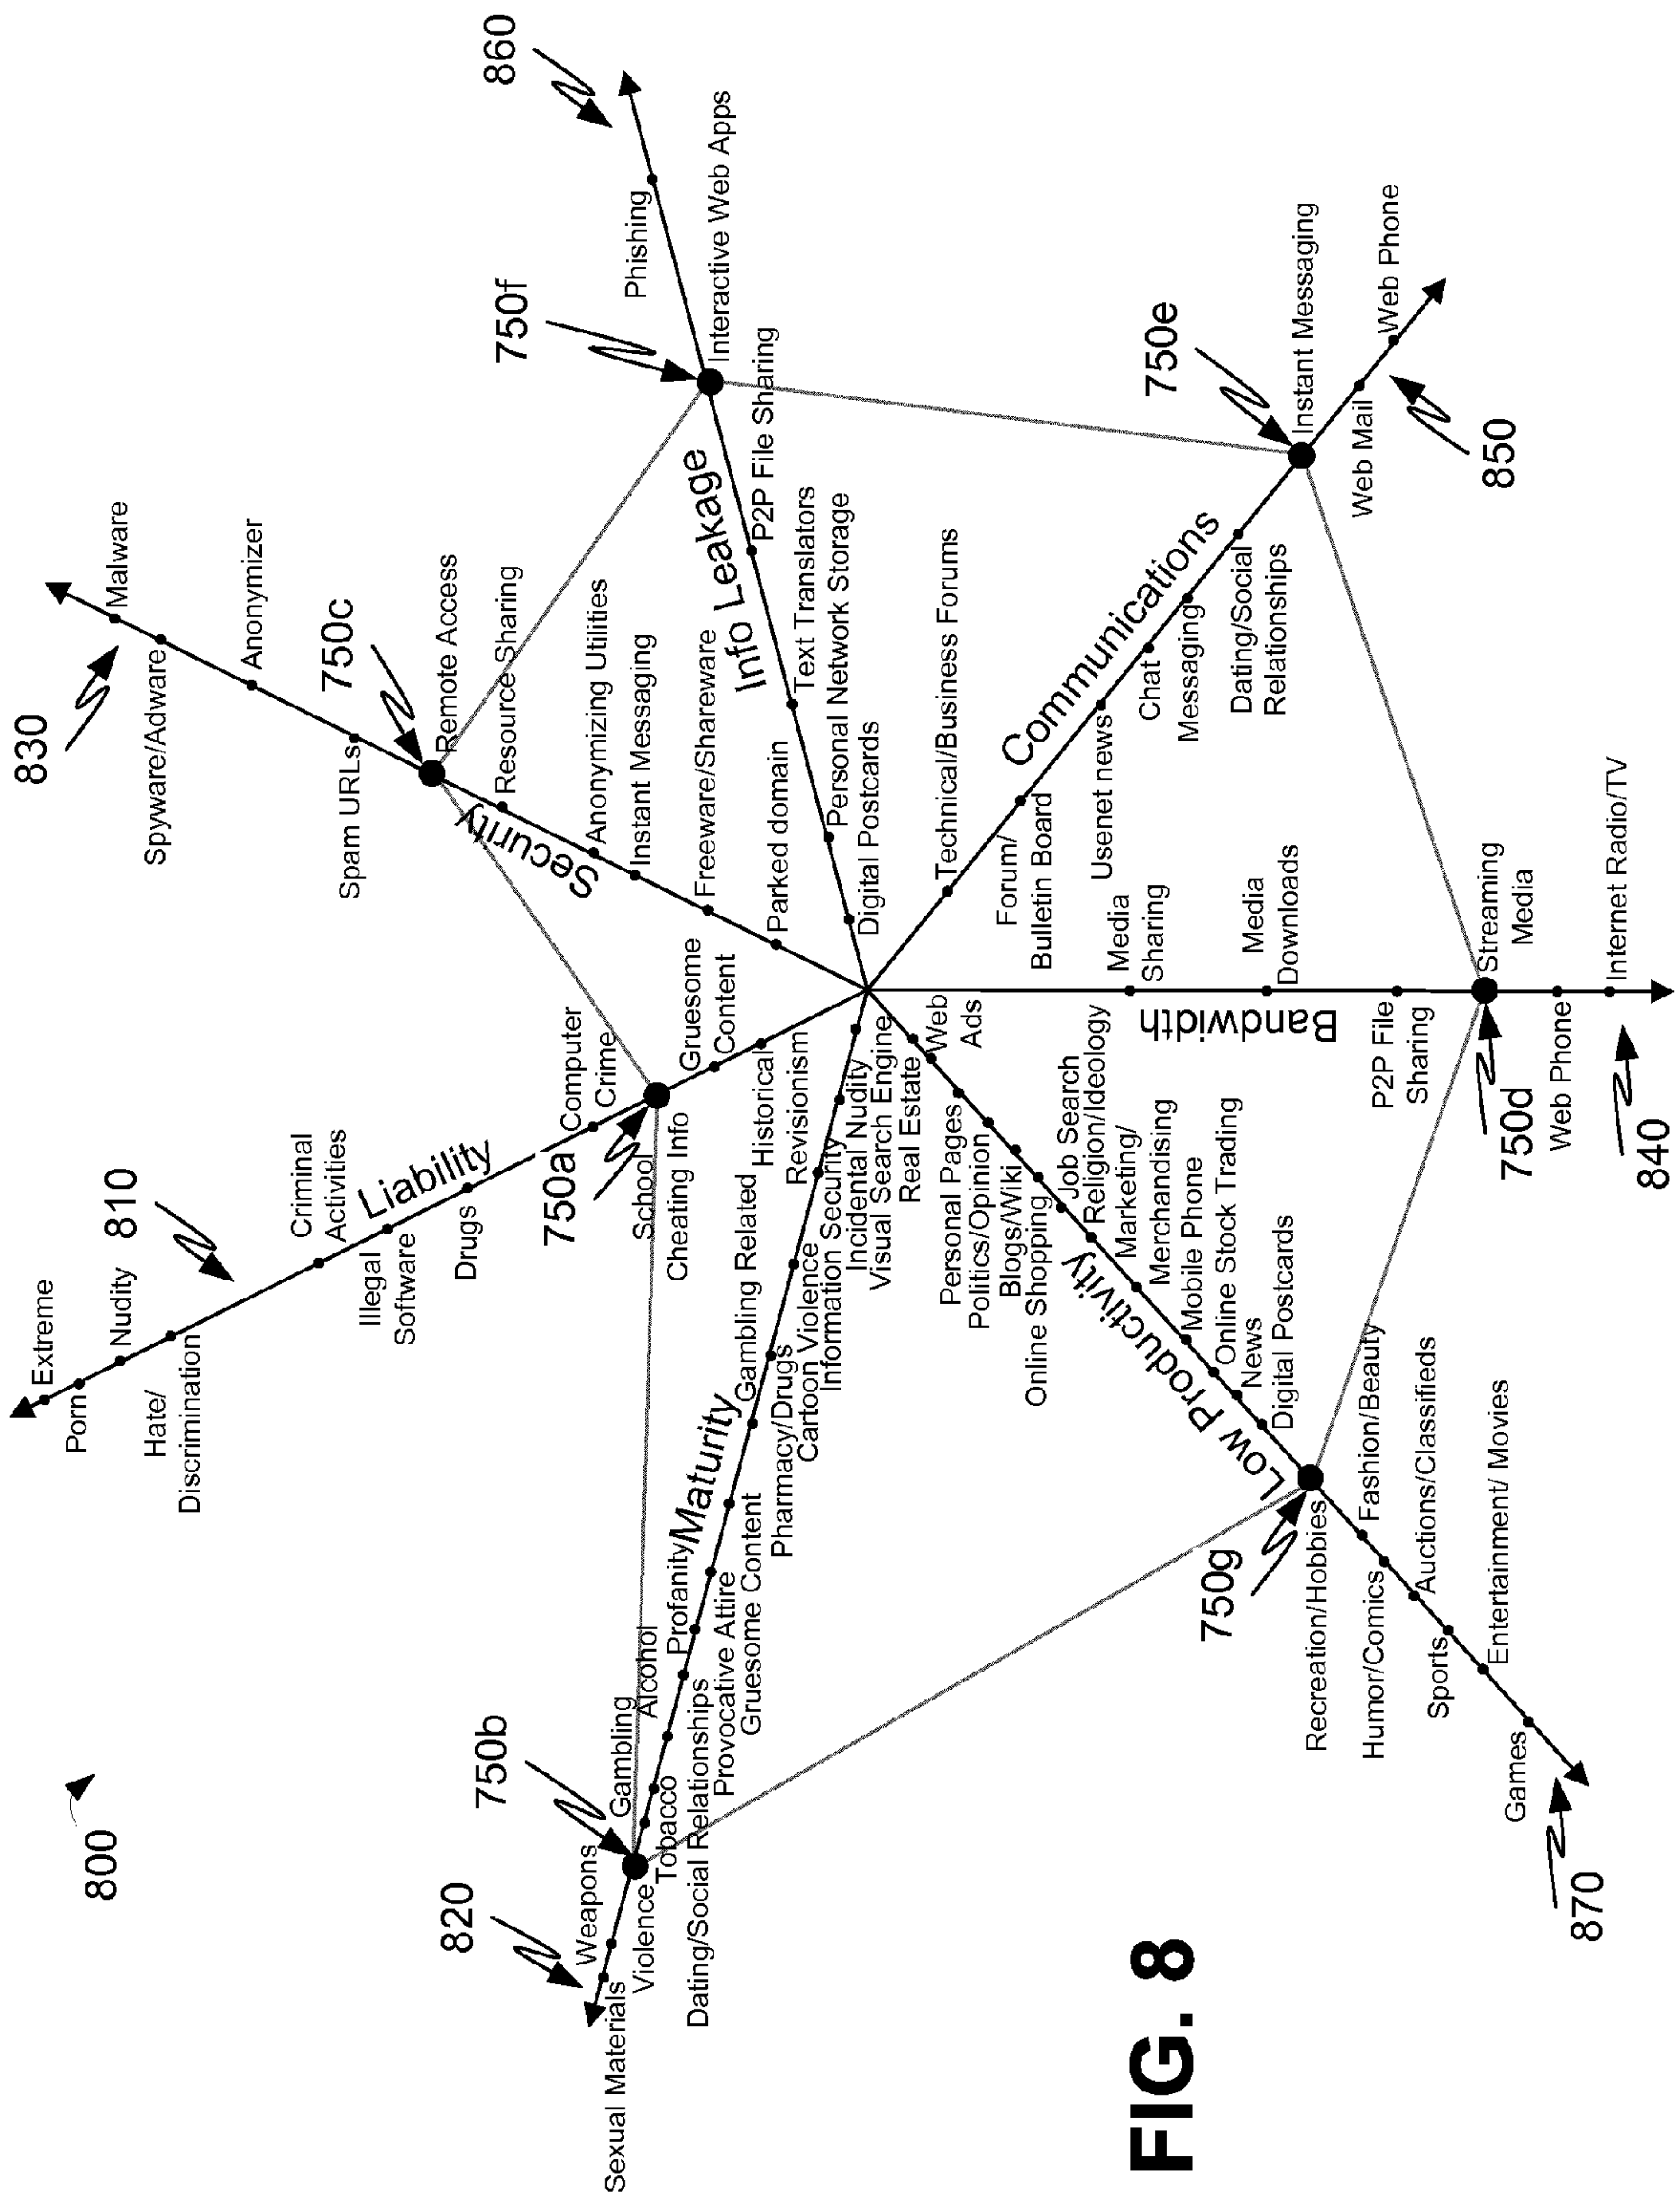 800
820
Sexual Materials
Weapons
Violence
750b
Gambling
Tobacco
Dating/Social Relationships
Alcohol
Profanity
Provocative Attire
Gruesome Content
Maturity
Pharmacy/Drugs
Gambling Related
Cartoon Violence
Information Security
Incidental Nudity
Visual Search Engine
810
Extreme
Porn
Nudity
Hate/
Discrimination
Criminal
Activities
Illegal
Software
Liability
Drugs
750a
Computer
Crime
School
Cheating Info
Gruesome
Content
Historical
Revisionism
830
Malware
Spyware/Adware
Anonymizer
Spam URLs
750c
Remote Access
Resource Sharing
Security
Anonymizing Utilities
Instant Messaging
Freeware/Shareware
Parked domain
860
Phishing
Interactive Web Apps
750f
P2P File Sharing
Info Leakage
Text Translators
Personal Network Storage
Digital Postcards
Technical/Business Forums
Forum/
Bulletin Board
Communications
Usenet news
Chat
Messaging
Dating/Social
Relationships
750e
Instant Messaging
Web Mail
Web Phone
850
Media
Sharing
Media
Downloads
Bandwidth
P2P File
Sharing
Streaming
Media
750d
Web Phone
Internet Radio/TV
840
Real Estate
Web
Ads
Personal Pages
Politics/Opinion
Blogs/Wiki
Online Shopping
Job Search
Religion/Ideology
Marketing/
Merchandising
Mobile Phone
Online Stock Trading
News
Digital Postcards
Low Productivity
750g
Recreation/Hobbies
Fashion/Beauty
Humor/Comics
Auctions/Classifieds
Sports
Entertainment/ Movies
Games
870
FIG. 8